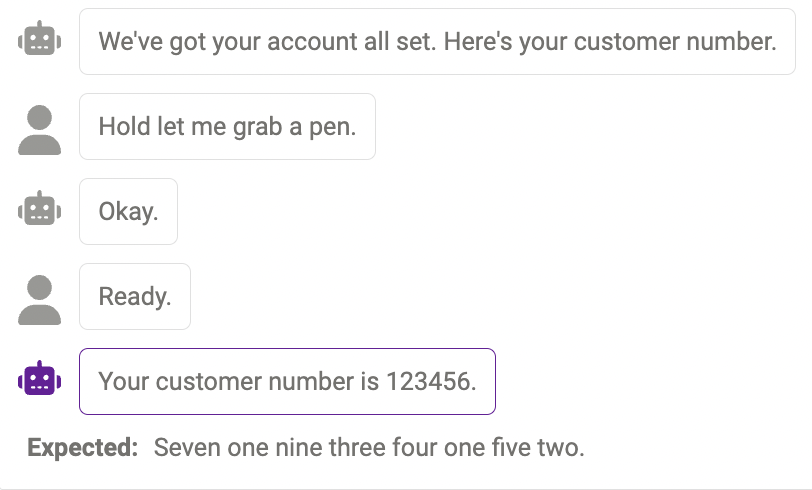 We've got your account all set. Here's your customer number.
Hold let me grab a pen.
Okay.
Ready.
Your customer number is 123456.
Expected: Seven one nine three four one five two.